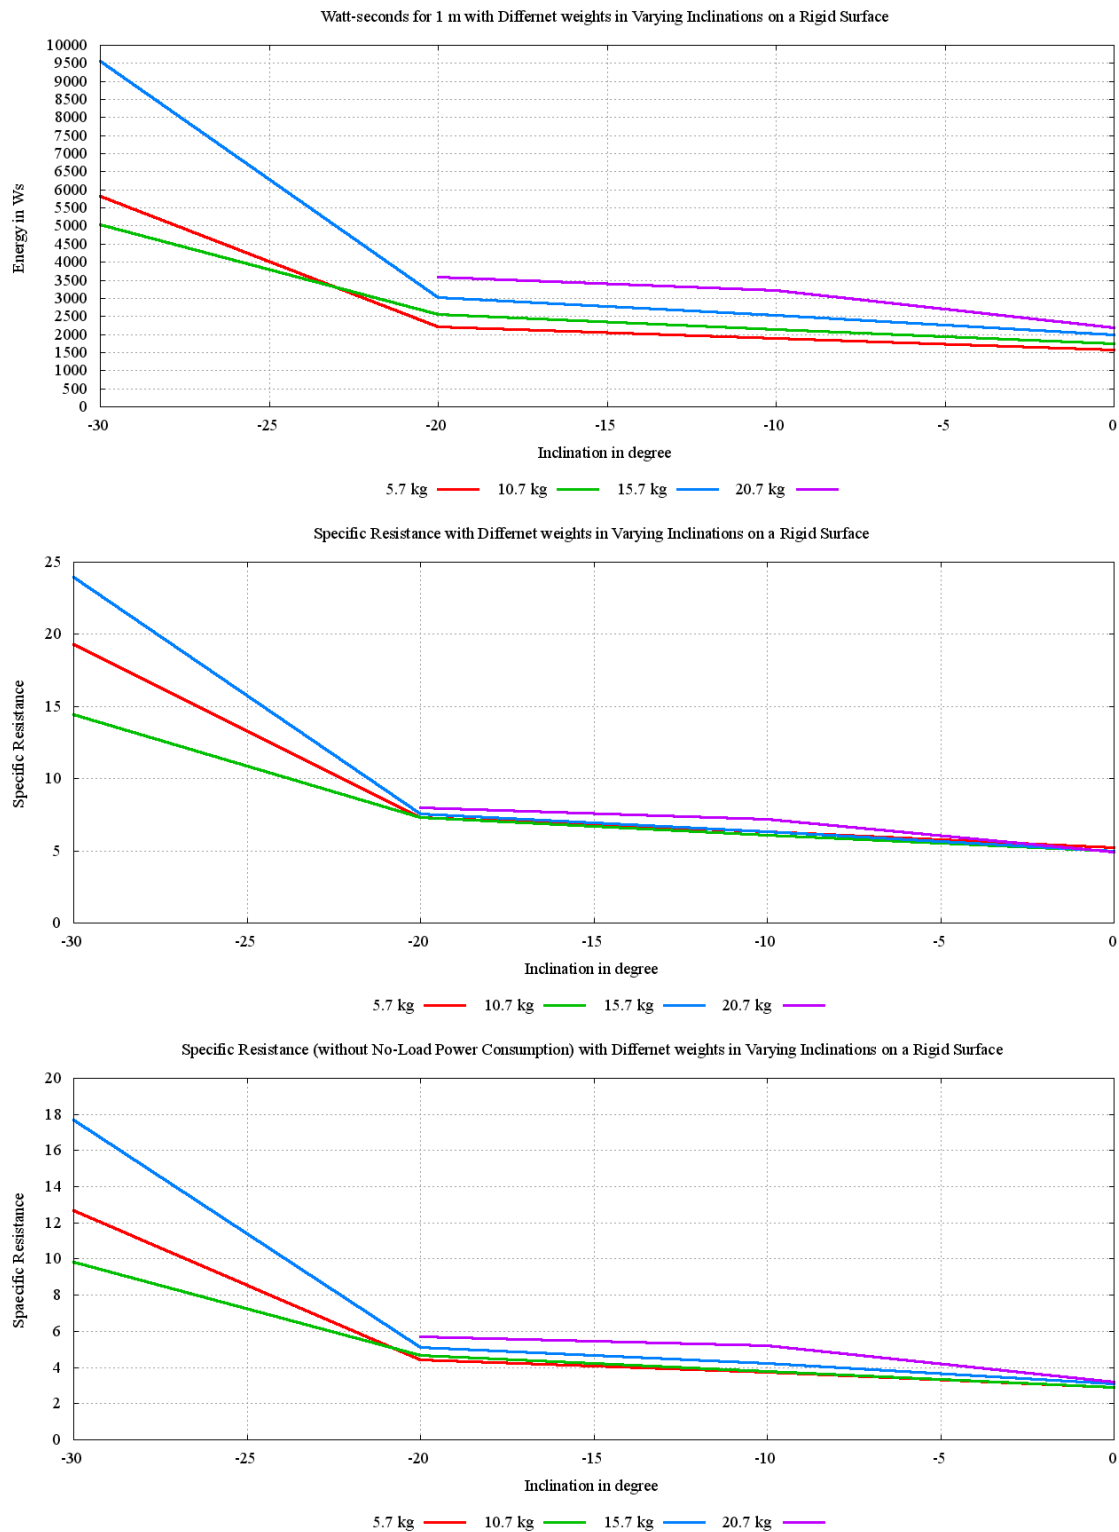 Watt-seconds for 1 m with Differnet weights in Varying Inclinations on a Rigid Surface
10000
9500
9000
8500
8000
7500
7000
6500
6000
5500
5000
4500
4000
3500
3000
2500
2000
1500
1000
500
0
Energy in Ws
-30 -25 -20 -15 -10 -5 0
Inclination in degree
5.7 kg 10.7 kg 15.7 kg 20.7 kg
Specific Resistance with Differnet weights in Varying Inclinations on a Rigid Surface
25
20
15
10
5
0
Specific Resistance
-30 -25 -20 -15 -10 -5 0
Inclination in degree
5.7 kg 10.7 kg 15.7 kg 20.7 kg
Specific Resistance (without No-Load Power Consumption) with Differnet weights in Varying Inclinations on a Rigid Surface
20
18
16
14
12
10
8
6
4
2
0
Spaecific Resistance
-30 -25 -20 -15 -10 -5 0
Inclination in degree
5.7 kg 10.7 kg 15.7 kg 20.7 kg